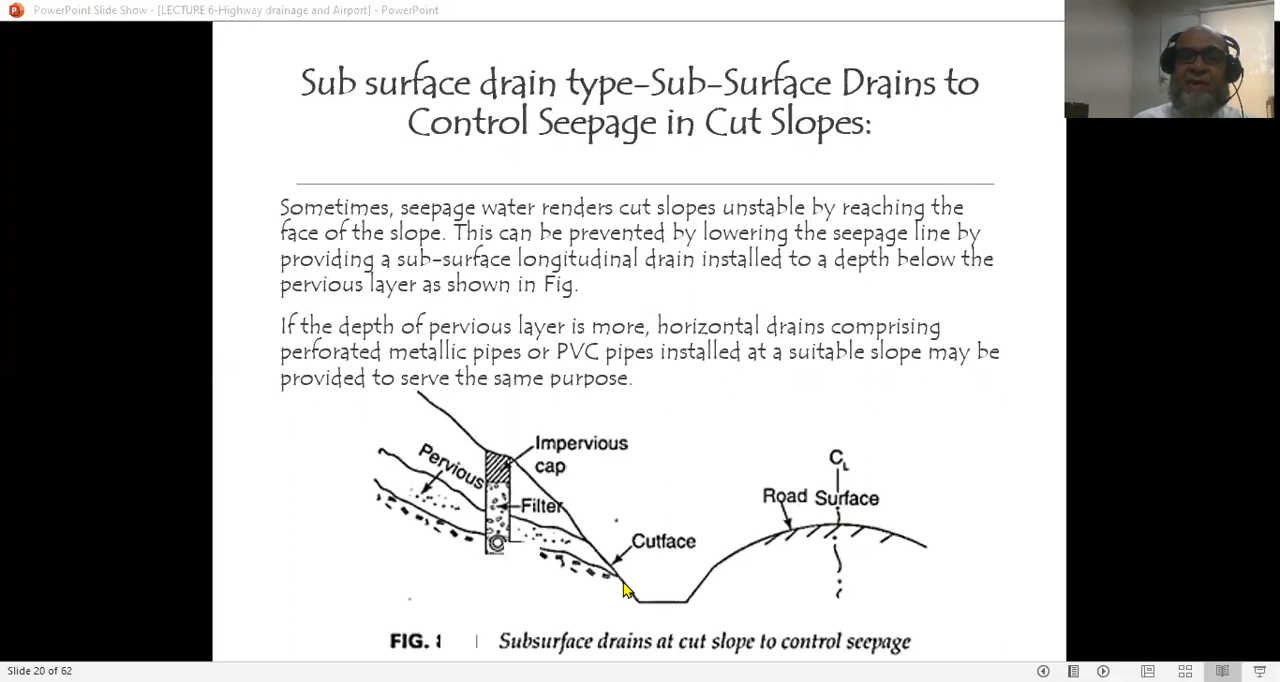 PowerPoint Slide Show - [LECTURE 6-Highway drainage and Airport] - PowerPoint
Sub surface drain type-Sub-Surface Drains to
Control Seepage in Cut Slopes:
Sometimes, seepage water renders cut slopes unstable by reaching the
face of the slope. This can be prevented by lowering the seepage line by
providing a sub-surface longitudinal drain installed to a depth below the
pervious layer as shown in Fig.
If the depth of pervious layer is more, horizontal drains comprising
perforated metallic pipes or PVC pipes installed at a suitable slope may be
provided to serve the same purpose.
Pervious
Impervious
cap
Filter
Cutface
CL
Road Surface
FIG. 8 Subsurface drains at cut slope to control seepage
Slide 20 of 62